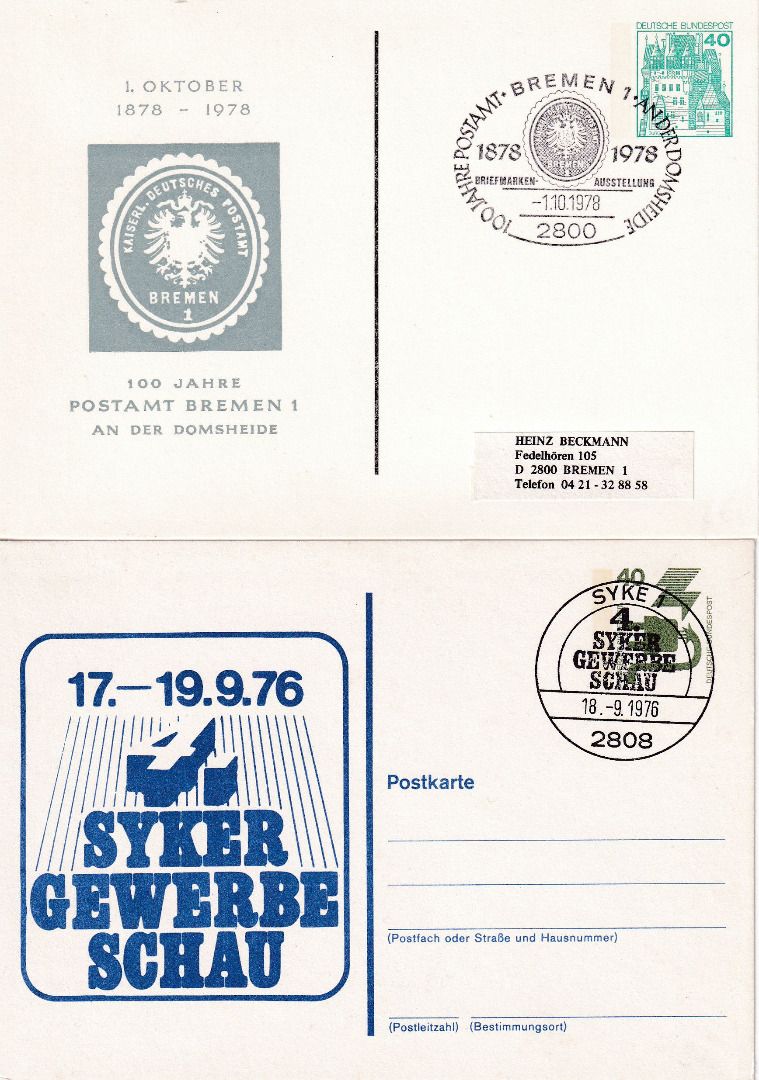 1. OKTOBER
1878 – 1978
KAISERL. DEUTSCHES POSTAMT
BREMEN
1
100 JAHRE
POSTAMT BREMEN 1
AN DER DOMSHEIDE
DEUTSCHE BUNDESPOST
40
100 JAHRE POSTAMT · BREMEN 1 · AN DER DOMSHEIDE
1878 1978
BRIEFMARKEN- AUSSTELLUNG
-1.10.1978
2800
HEINZ BECKMANN
Fedelhören 105
D 2800 BREMEN 1
Telefon 04 21 - 32 88 58
17.—19.9.76
4.
SYKER
GEWERBE
SCHAU
40
DEUTSCHE BUNDESPOST
SYKE 1
4.
SYKER
GEWERBE
SCHAU
18.-9.1976
2808
Postkarte
(Postfach oder Straße und Hausnummer)
(Postleitzahl) (Bestimmungsort)